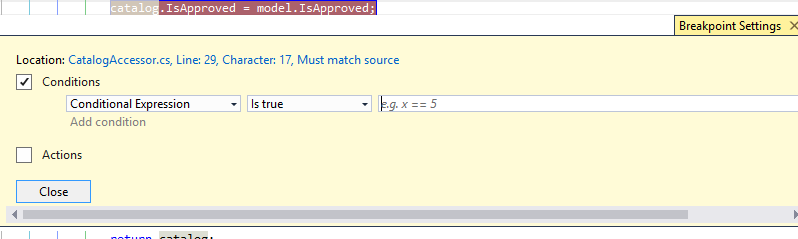 catalog.IsApproved = model.IsApproved;
Breakpoint Settings
Location: CatalogAccessor.cs, Line: 29, Character: 17, Must match source
Conditions
Conditional Expression Is true e.g. x == 5
Add condition
Actions
Close
return catalog;